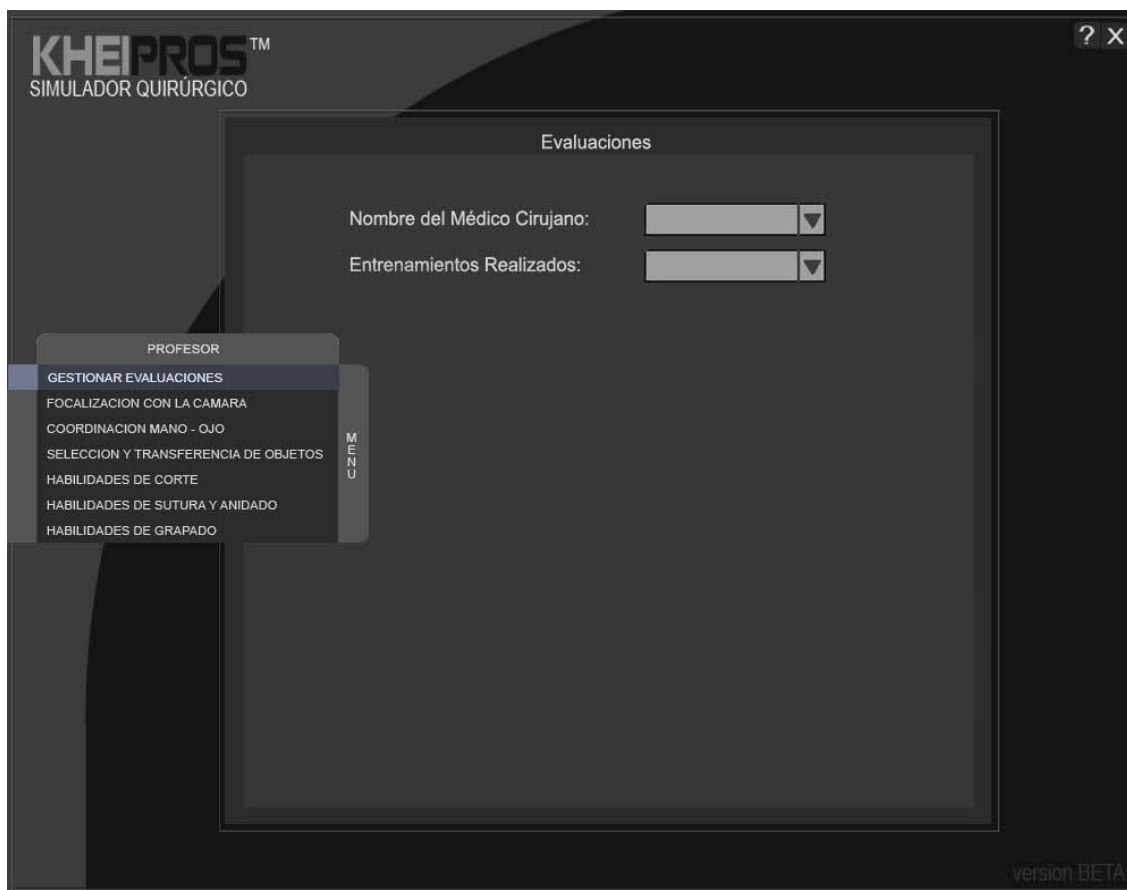 KHEIPROS™
SIMULADOR QUIRÚRGICO
? X
Evaluaciones
Nombre del Médico Cirujano:
Entrenamientos Realizados:
PROFESOR
GESTIONAR EVALUACIONES
FOCALIZACION CON LA CAMARA
COORDINACION MANO - OJO
SELECCION Y TRANSFERENCIA DE OBJETOS
HABILIDADES DE CORTE
HABILIDADES DE SUTURA Y ANIDADO
HABILIDADES DE GRAPADO
MENU
version BETA